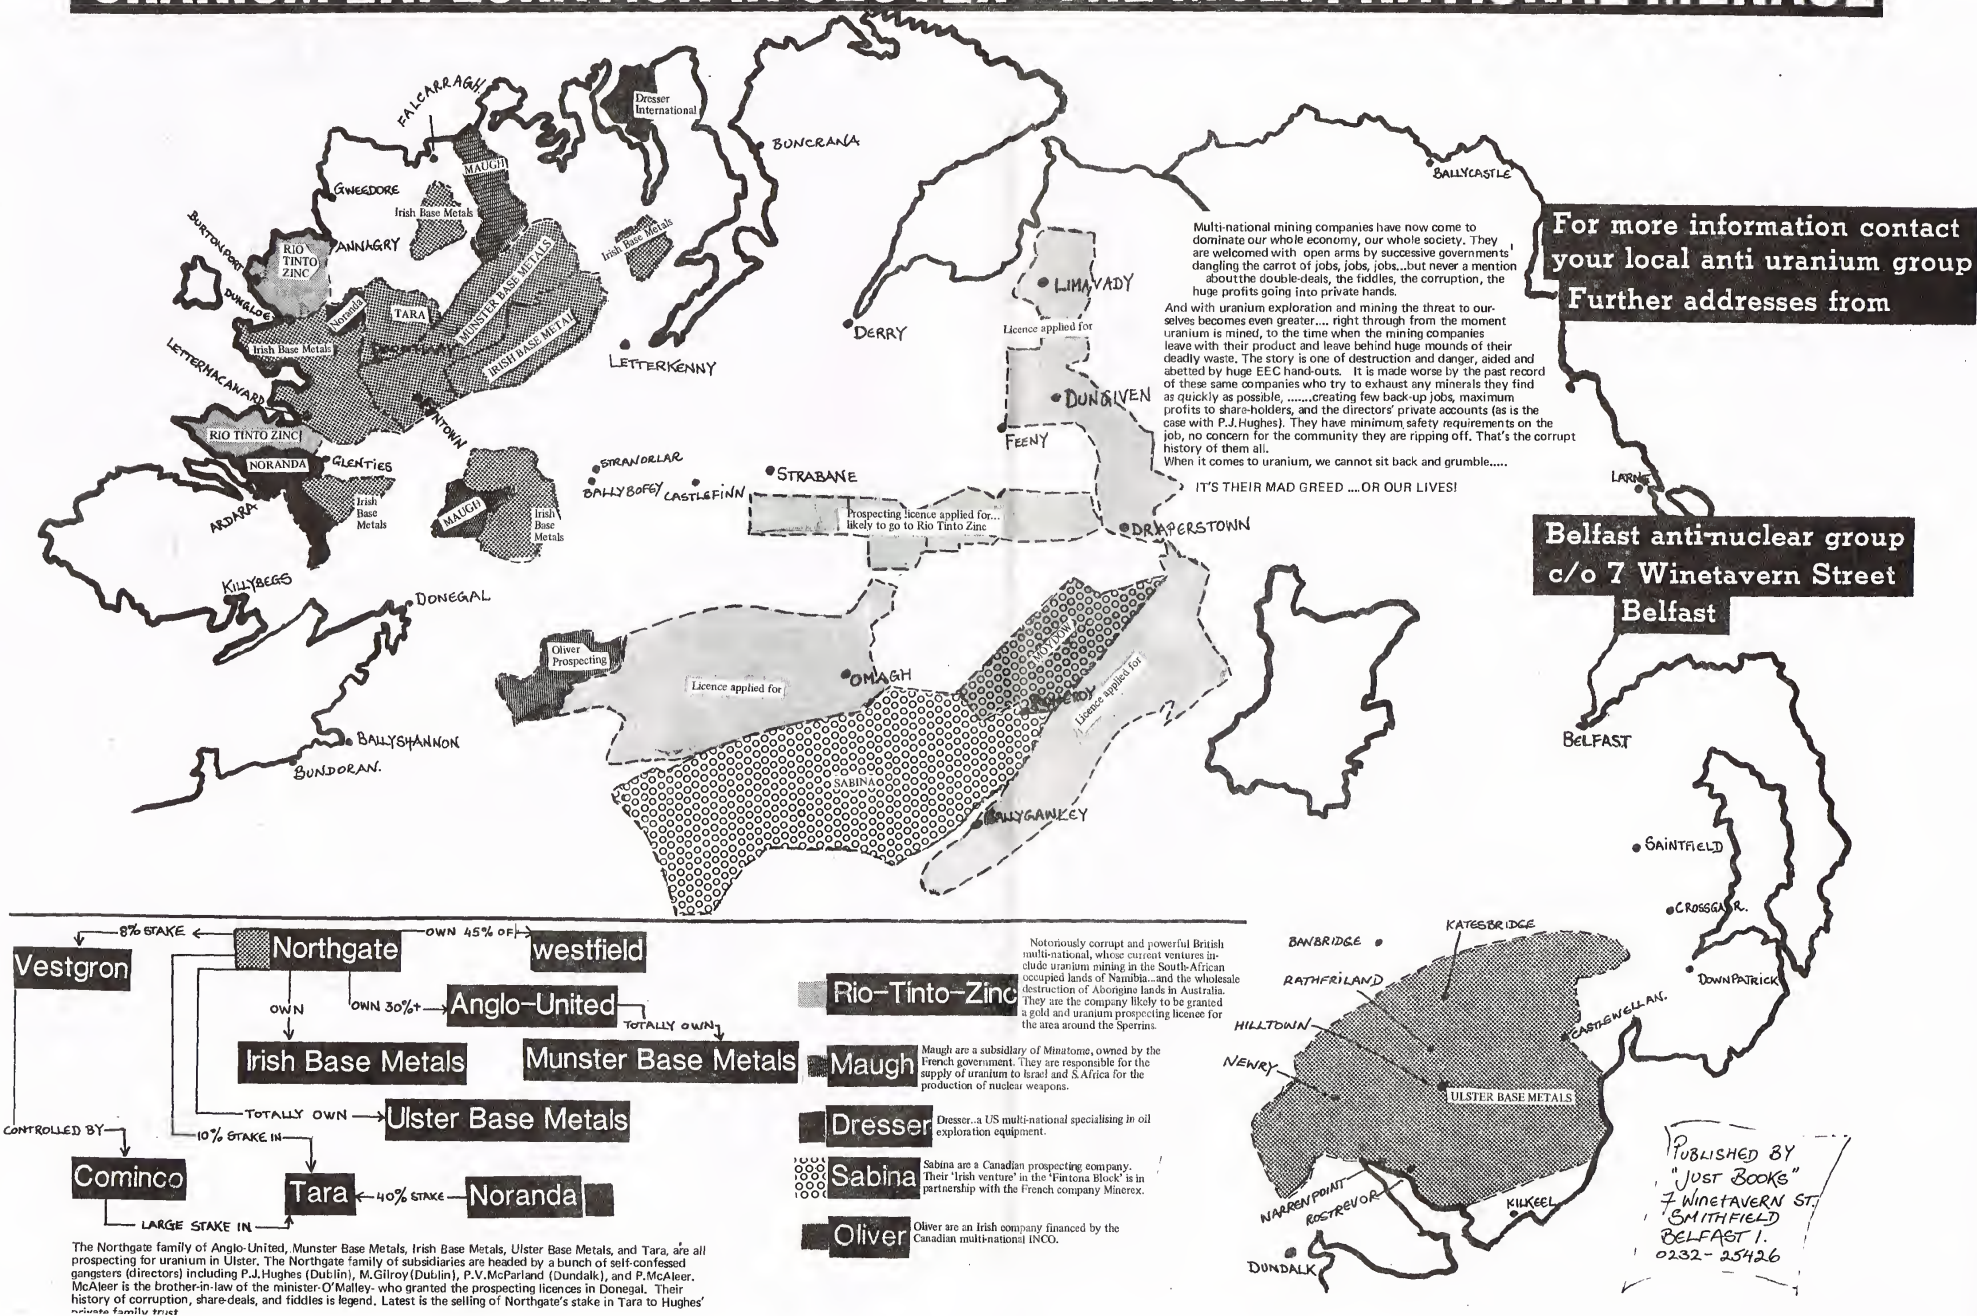 URANIUM EXPLORATION IN ULSTER - THE MULTI-NATIONAL MENACE
FALCARRAGH.
Dresser
International
BUNCRANA
MAUGH
GWEEDORE
Irish Base Metals
BALLYCASTLE
BURTONPORT
RIO
TINTO
ZINC
ANNAGRY
Irish Base Metals
MUNSTER BASE METALS
DUNGLOE
Noranda
TARA
IRISH BASE METAL
Irish Base Metals
LETTERMACAWARD
LETTERKENNY
DERRY
LIMAVADY
Licence applied for
DUNGIVEN
FEENY
Multi-national mining companies have now come to
dominate our whole economy, our whole society. They
are welcomed with open arms by successive governments
dangling the carrot of jobs, jobs, jobs...but never a mention
aboutthe double-deals, the fiddles, the corruption, the
huge profits going into private hands.
And with uranium exploration and mining the threat to our-
selves becomes even greater.... right through from the moment
uranium is mined, to the time when the mining companies
leave with their product and leave behind huge mounds of their
deadly waste. The story is one of destruction and danger, aided and
abetted by huge EEC hand-outs. It is made worse by the past record
of these same companies who try to exhaust any minerals they find
as quickly as possible, .......creating few back-up jobs, maximum
profits to share-holders, and the directors' private accounts (as is the
case with P.J.Hughes). They have minimum safety requirements on the
job, no concern for the community they are ripping off. That's the corrupt
history of them all.
When it comes to uranium, we cannot sit back and grumble.....
IT'S THEIR MAD GREED ....OR OUR LIVES!
For more information contact
your local anti uranium group
Further addresses from
Belfast anti-nuclear group
c/o 7 Winetavern Street
Belfast
RIO TINTO ZINC
NORANDA
GLENTIES
Irish
Base
Metals
ARDARA
MAUGH
Irish
Base
Metals
STRANORLAR
BALLYBOFEY
CASTLEFINN
STRABANE
Prospecting licence applied for...
likely to go to Rio Tinto Zinc
DRAPERSTOWN
LARNE
KILLYBEGS
DONEGAL
Oliver
Prospecting
MOYDOW
OMAGH
Licence applied for
POMEROY
Licence applied for
BALLYSHANNON
BUNDORAN.
SABINA
BALLYGAWLEY
BELFAST
SAINTFIELD
CROSSGAR.
DOWNPATRICK
BANBRIDGE
KATESBRIDGE
RATHFRILAND
HILLTOWN
CASTLEWELLAN.
NEWRY
ULSTER BASE METALS
WARRENPOINT
ROSTREVOR
KILKEEL
DUNDALK
8% STAKE
Northgate
OWN 45% OF
westfield
Vestgron
OWN
OWN 30%+
Anglo-United
TOTALLY OWN
Irish Base Metals
Munster Base Metals
TOTALLY OWN
Ulster Base Metals
CONTROLLED BY
10% STAKE IN
Cominco
Tara
40% STAKE
Noranda
LARGE STAKE IN
The Northgate family of Anglo-United, Munster Base Metals, Irish Base Metals, Ulster Base Metals, and Tara, are all
prospecting for uranium in Ulster. The Northgate family of subsidiaries are headed by a bunch of self-confessed
gangsters (directors) including P.J.Hughes (Dublin), M.Gilroy(Dublin), P.V.McParland (Dundalk), and P.McAleer.
McAleer is the brother-in-law of the minister-O'Malley- who granted the prospecting licences in Donegal. Their
history of corruption, share-deals, and fiddles is legend. Latest is the selling of Northgate's stake in Tara to Hughes'
private family trust
Rio-Tinto-Zinc
Notoriously corrupt and powerful British
multi-national, whose current ventures in-
clude uranium mining in the South-African
occupied lands of Namibia...and the wholesale
destruction of Aborigine lands in Australia.
They are the company likely to be granted
a gold and uranium prospecting licence for
the area around the Sperrins.
Maugh
Maugh are a subsidiary of Minatome, owned by the
French government. They are responsible for the
supply of uranium to Israel and S.Africa for the
production of nuclear weapons.
Dresser
Dresser..a US multi-national specialising in oil
exploration equipment.
Sabina
Sabina are a Canadian prospecting company.
Their 'Irish venture' in the 'Fintona Block' is in
partnership with the French company Minerex.
Oliver
Oliver are an Irish company financed by the
Canadian multi-national INCO.
PUBLISHED BY
"JUST BOOKS"
7 WINETAVERN ST.
SMITHFIELD
BELFAST 1.
0232-25426